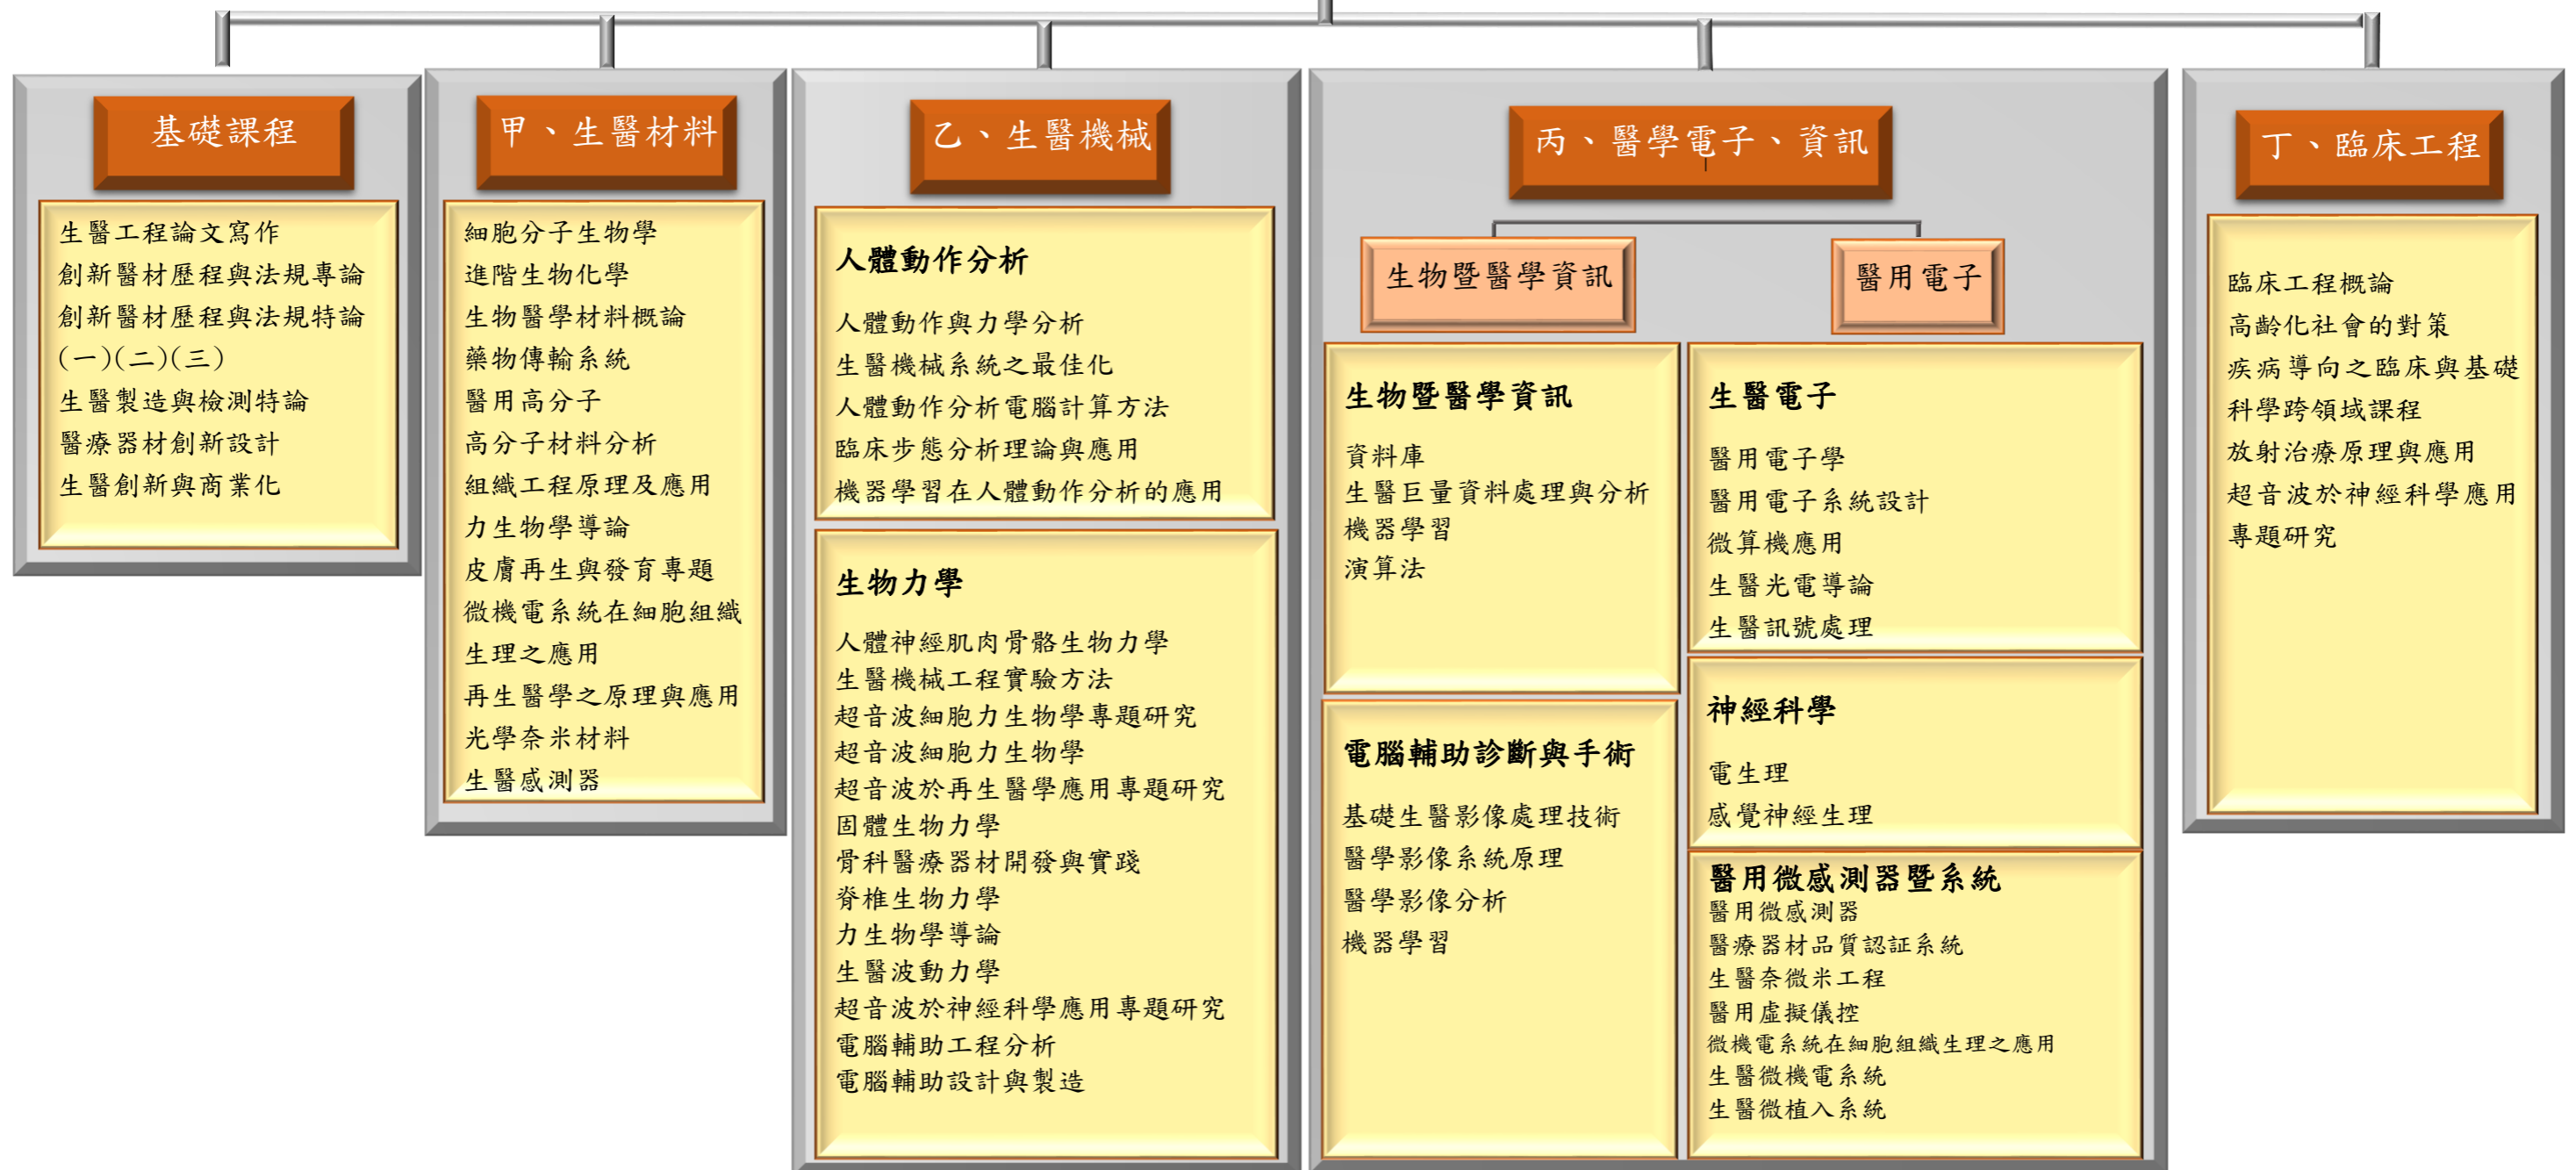 基礎課程
生醫工程論文寫作
創新醫材歷程與法規專論
創新醫材歷程與法規特論
(一)(二)(三)
生醫製造與檢測特論
醫療器材創新設計
生醫創新與商業化
甲、生醫材料
細胞分子生物學
進階生物化學
生物醫學材料概論
藥物傳輸系統
醫用高分子
高分子材料分析
組織工程原理及應用
力生物學導論
皮膚再生與發育專題
微機電系統在細胞組織
生理之應用
再生醫學之原理與應用
光學奈米材料
生醫感測器
乙、生醫機械
人體動作分析
人體動作與力學分析
生醫機械系統之最佳化
人體動作分析電腦計算方法
臨床步態分析理論與應用
機器學習在人體動作分析的應用
生物力學
人體神經肌肉骨骼生物力學
生醫機械工程實驗方法
超音波細胞力生物學專題研究
超音波細胞力生物學
超音波於再生醫學應用專題研究
固體生物力學
骨科醫療器材開發與實踐
脊椎生物力學
力生物學導論
生醫波動力學
超音波於神經科學應用專題研究
電腦輔助工程分析
電腦輔助設計與製造
丙、醫學電子、資訊
生物暨醫學資訊
生物暨醫學資訊
資料庫
生醫巨量資料處理與分析
機器學習
演算法
電腦輔助診斷與手術
基礎生醫影像處理技術
醫學影像系統原理
醫學影像分析
機器學習
醫用電子
生醫電子
醫用電子學
醫用電子系統設計
微算機應用
生醫光電導論
生醫訊號處理
神經科學
電生理
感覺神經生理
醫用微感測器暨系統
醫用微感測器
醫療器材品質認証系統
生醫奈微米工程
醫用虛擬儀控
微機電系統在細胞組織生理之應用
生醫微機電系統
生醫微植入系統
丁、臨床工程
臨床工程概論
高齡化社會的對策
疾病導向之臨床與基礎
科學跨領域課程
放射治療原理與應用
超音波於神經科學應用
專題研究